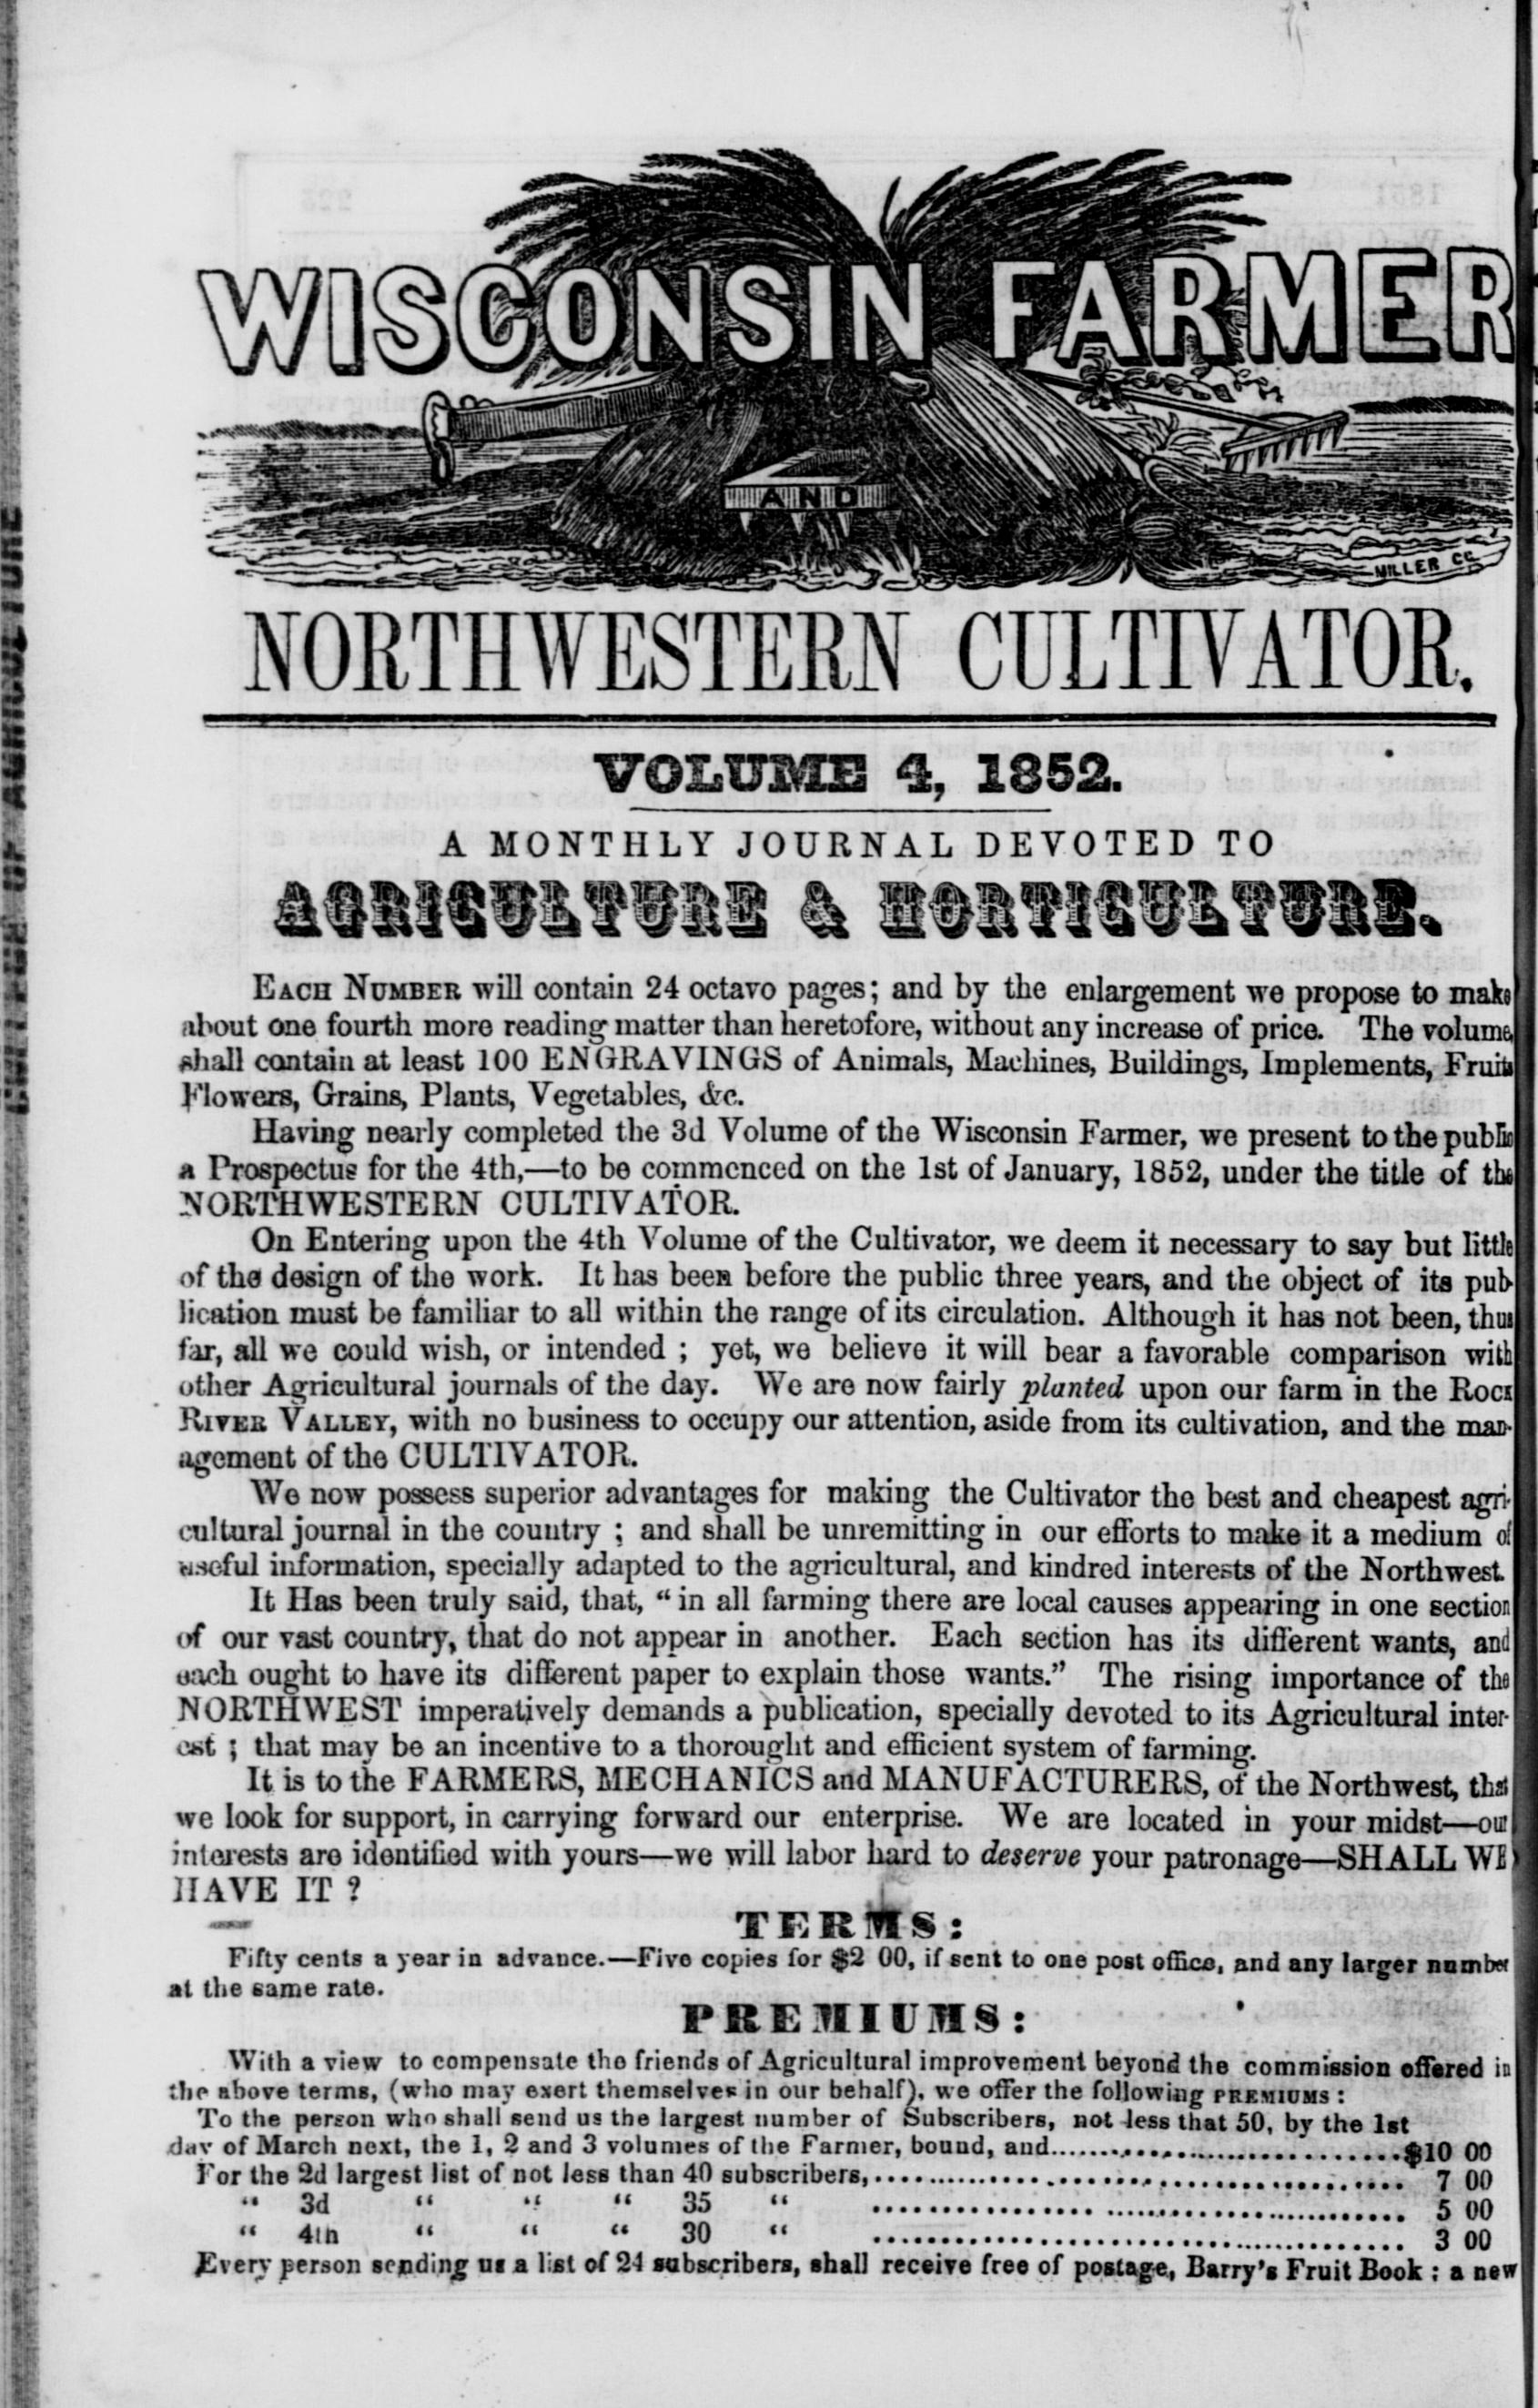 WISCONSIN FARMER
AND
MILLER CC
NORTHWESTERN CULTIVATOR.
VOLUME 4, 1852.
A MONTHLY JOURNAL DEVOTED TO
AGRICULTURE & HORTICULTURE.
EACH NUMBER will contain 24 octavo pages; and by the enlargement we propose to make
about one fourth more reading matter than heretofore, without any increase of price. The volume
shall contain at least 100 ENGRAVINGS of Animals, Machines, Buildings, Implements, Fruits
Flowers, Grains, Plants, Vegetables, &c.
Having nearly completed the 3d Volume of the Wisconsin Farmer, we present to the public
a Prospectus for the 4th,—to be commenced on the 1st of January, 1852, under the title of the
NORTHWESTERN CULTIVATOR.
On Entering upon the 4th Volume of the Cultivator, we deem it necessary to say but little
of the design of the work. It has been before the public three years, and the object of its pub-
lication must be familiar to all within the range of its circulation. Although it has not been, thus
far, all we could wish, or intended ; yet, we believe it will bear a favorable comparison with
other Agricultural journals of the day. We are now fairly planted upon our farm in the ROCK
RIVER VALLEY, with no business to occupy our attention, aside from its cultivation, and the man-
agement of the CULTIVATOR.
We now possess superior advantages for making the Cultivator the best and cheapest agri-
cultural journal in the country ; and shall be unremitting in our efforts to make it a medium of
useful information, specially adapted to the agricultural, and kindred interests of the Northwest.
It Has been truly said, that, "in all farming there are local causes appearing in one section
of our vast country, that do not appear in another. Each section has its different wants, and
each ought to have its different paper to explain those wants." The rising importance of the
NORTHWEST imperatively demands a publication, specially devoted to its Agricultural inter-
est ; that may be an incentive to a thorought and efficient system of farming.
It is to the FARMERS, MECHANICS and MANUFACTURERS, of the Northwest, that
we look for support, in carrying forward our enterprise. We are located in your midst—our
interests are identified with yours—we will labor hard to deserve your patronage—SHALL WE
HAVE IT ?
TERMS:
Fifty cents a year in advance.—Five copies for $2 00, if sent to one post office, and any larger number
at the same rate.
PREMIUMS:
With a view to compensate the friends of Agricultural improvement beyond the commission offered in
the above terms, (who may exert themselves in our behalf), we offer the following PREMIUMS :
To the person who shall send us the largest number of Subscribers, not less that 50, by the 1st
day of March next, the 1, 2 and 3 volumes of the Farmer, bound, and..............................$10 00
For the 2d largest list of not less than 40 subscribers,.............................. 7 00
" 3d " " " 35 " .............................. 5 00
" 4th " " " 30 " .............................. 3 00
Every person sending us a list of 24 subscribers, shall receive free of postage, Barry's Fruit Book ; a new